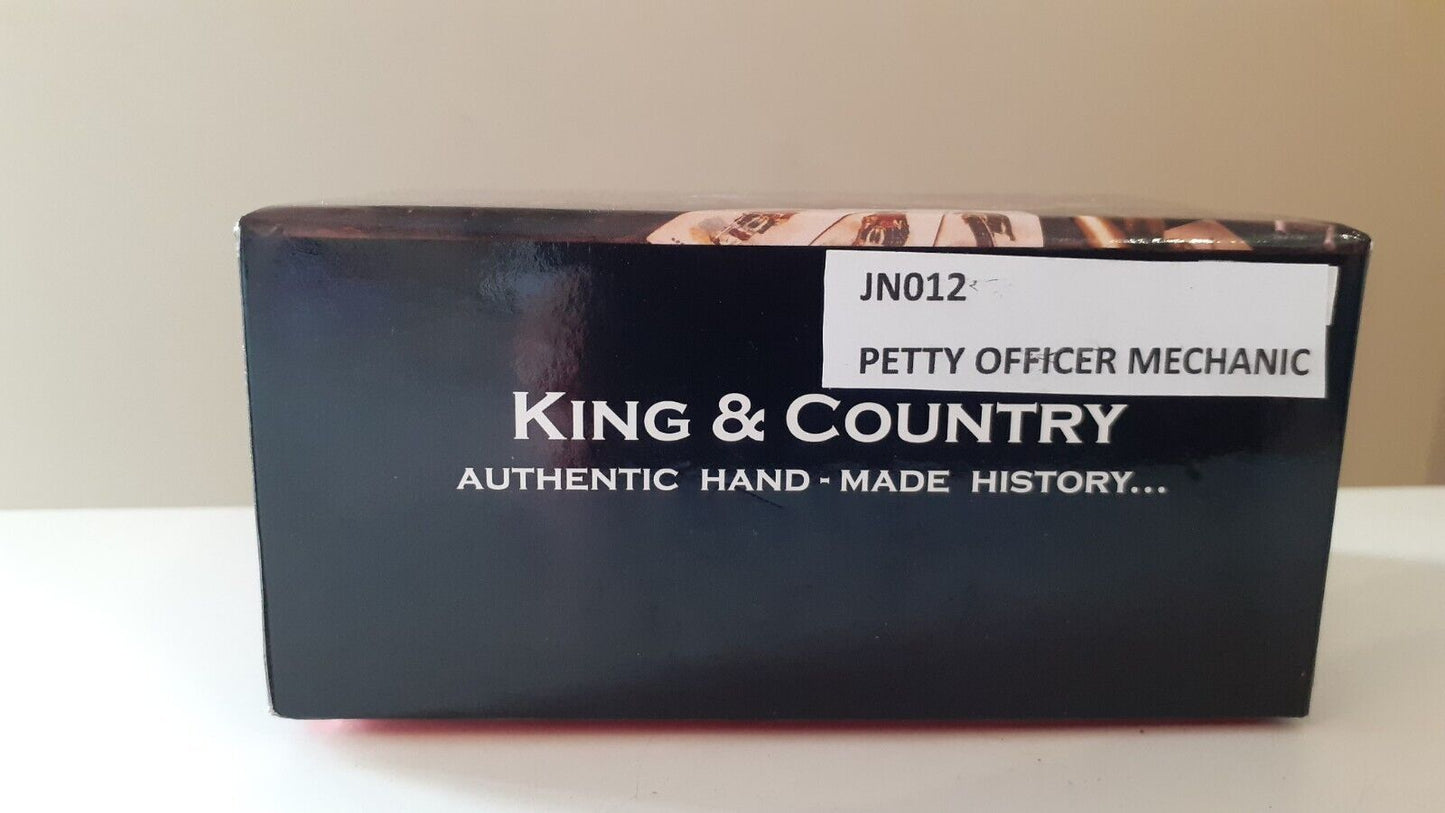 JN012
PETTY OFFICER MECHANIC
KING & COUNTRY
AUTHENTIC HAND-MADE HISTORY...